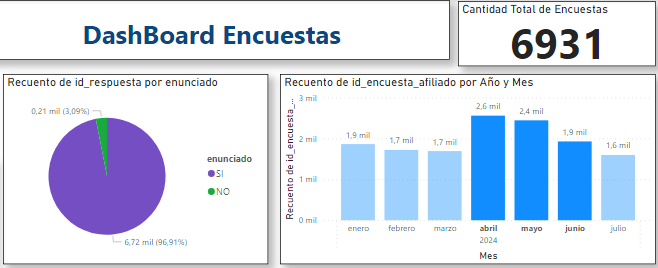 DashBoard Encuestas
Cantidad Total de Encuestas
6931
Recuento de id_respuesta por enunciado
0,21 mil (3,09%)
6,72 mil (96,91%)
enunciado
SI
NO
Recuento de id_encuesta_afiliado por Año y Mes
Recuento de id_encuesta_...
3 mil
2 mil
1 mil
0 mil
1,9 mil
1,7 mil
1,7 mil
2,6 mil
2,4 mil
1,9 mil
1,6 mil
enero
febrero
marzo
abril
mayo
junio
julio
2024
Mes